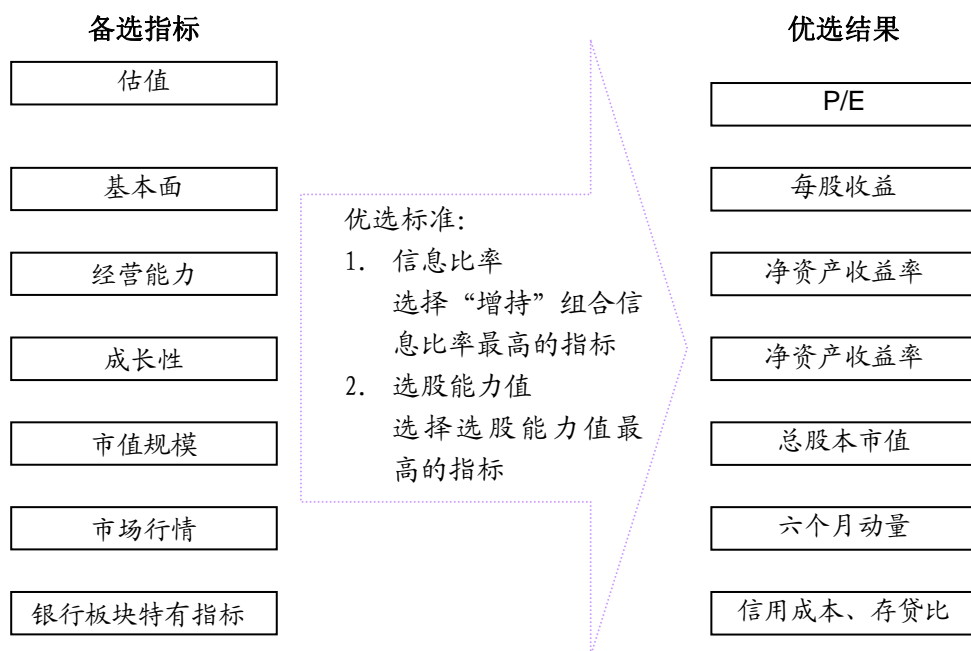 备选指标
估值
基本面
经营能力
成长性
市值规模
市场行情
银行板块特有指标
优选标准:
1. 信息比率
选择“增持”组合信
息比率最高的指标
2. 选股能力值
选择选股能力值最
高的指标
优选结果
P/E
每股收益
净资产收益率
净资产收益率
总股本市值
六个月动量
信用成本、存贷比